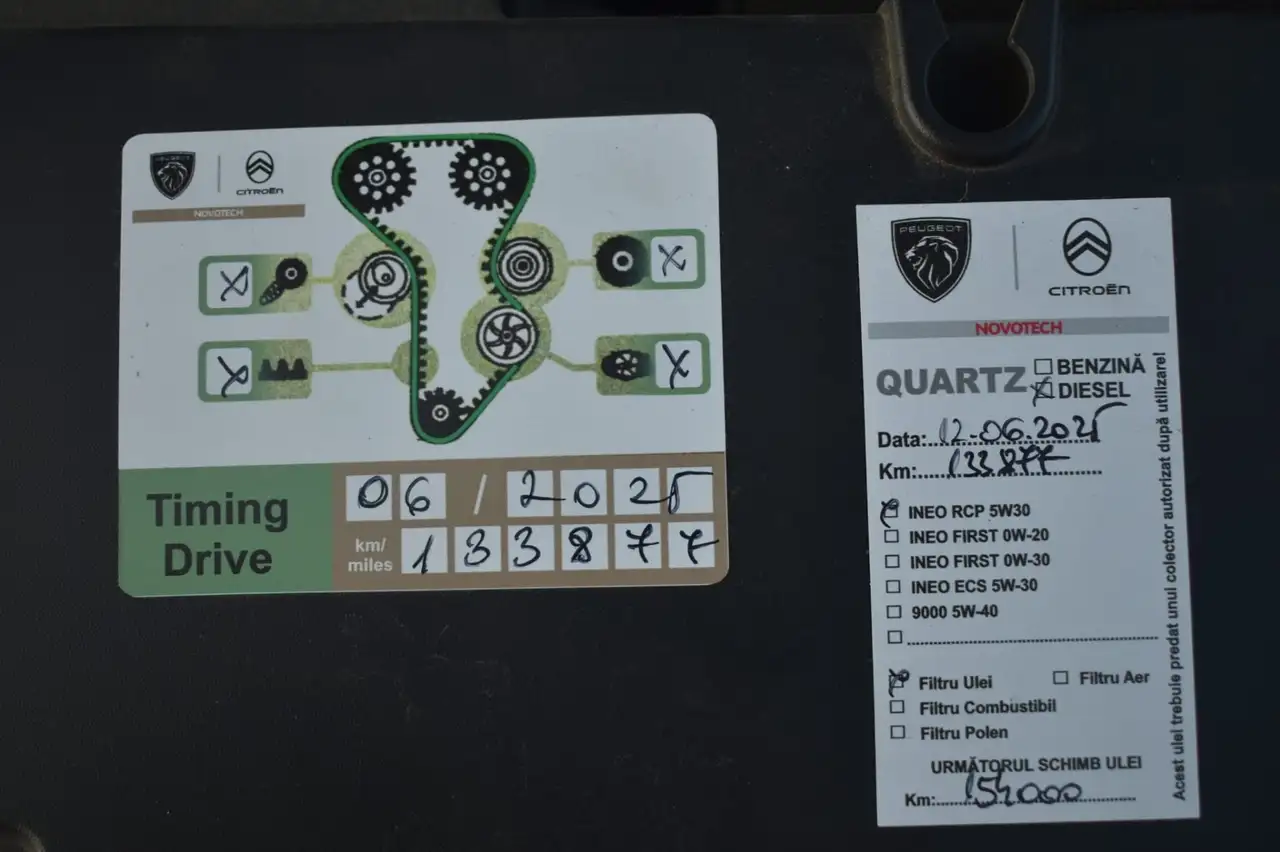 PEUGEOT
CITROËN
NOVOTECH
X
X
X
X
Timing
Drive
06 / 2025
km/
miles
133877
PEUGEOT
CITROËN
NOVOTECH
QUARTZ
BENZINĂ
X DIESEL
Data: 12.06.2025
Km: 133877
INEO RCP 5W30
INEO FIRST 0W-20
INEO FIRST 0W-30
INEO ECS 5W-30
9000 5W-40
Filtru Ulei
Filtru Aer
Filtru Combustibil
Filtru Polen
URMĂTORUL SCHIMB ULEI
Km: 154000
Acest ulei trebuie predat unui colector autorizat după utilizare!